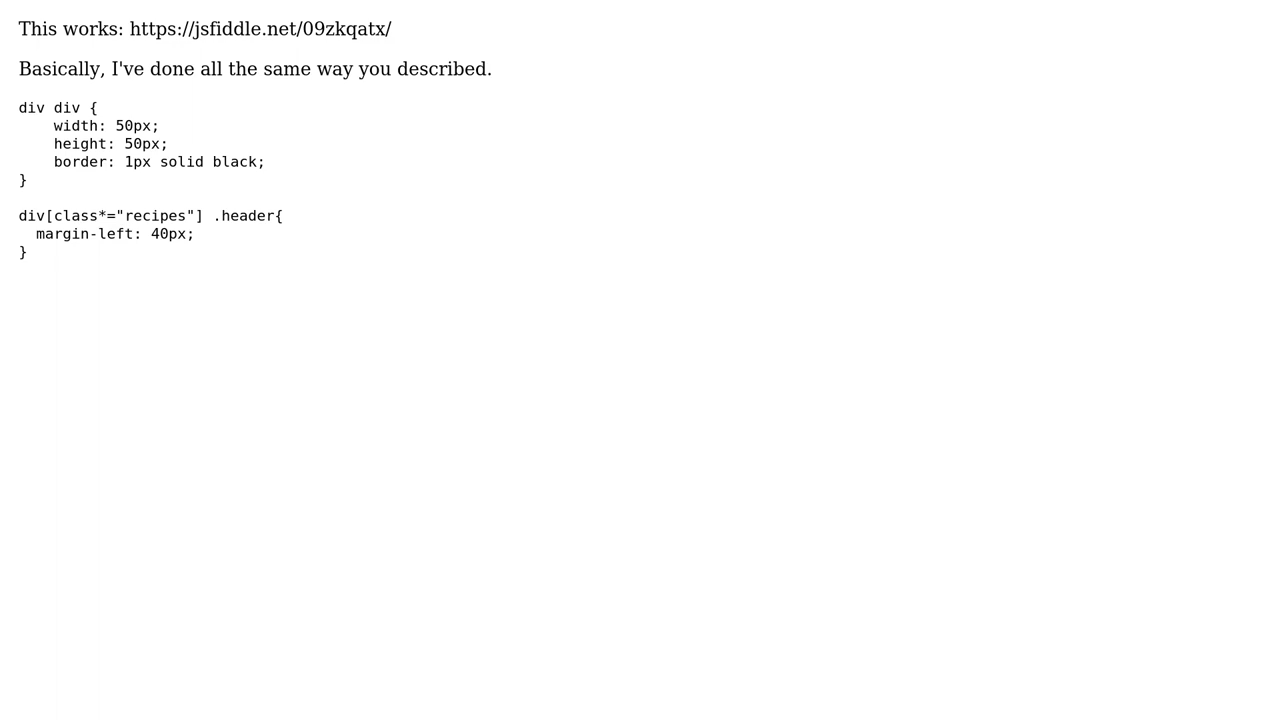 This works: https://jsfiddle.net/09zkqatx/
Basically, I've done all the same way you described.
div div {
    width: 50px;
    height: 50px;
    border: 1px solid black;
}
div[class*="recipes"] .header{
  margin-left: 40px;
}